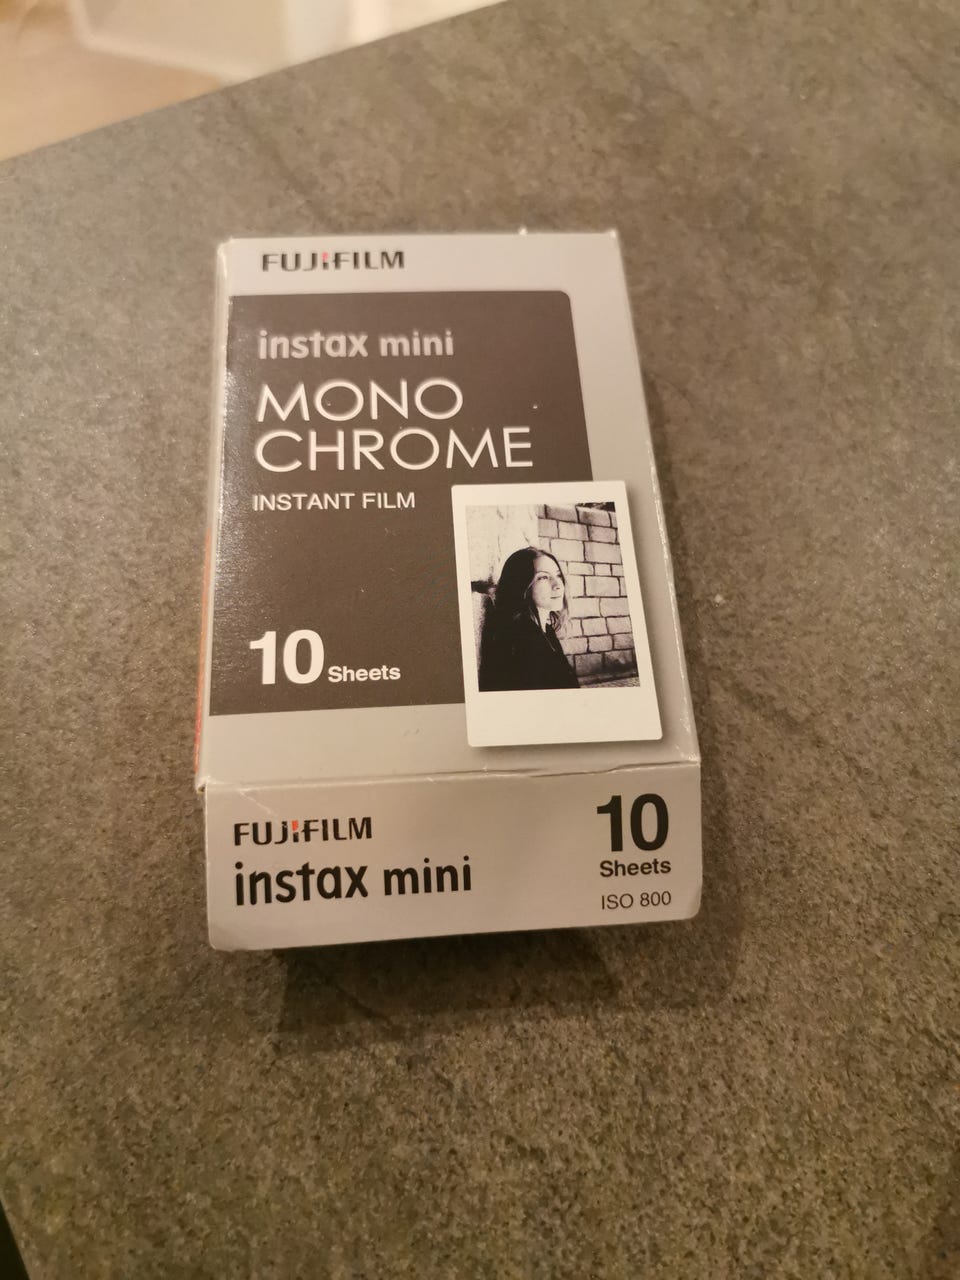 FUJIFILM
instax mini
MONO
CHROME
INSTANT FILM
10 Sheets
FUJIFILM
instax mini
10
Sheets
ISO 800